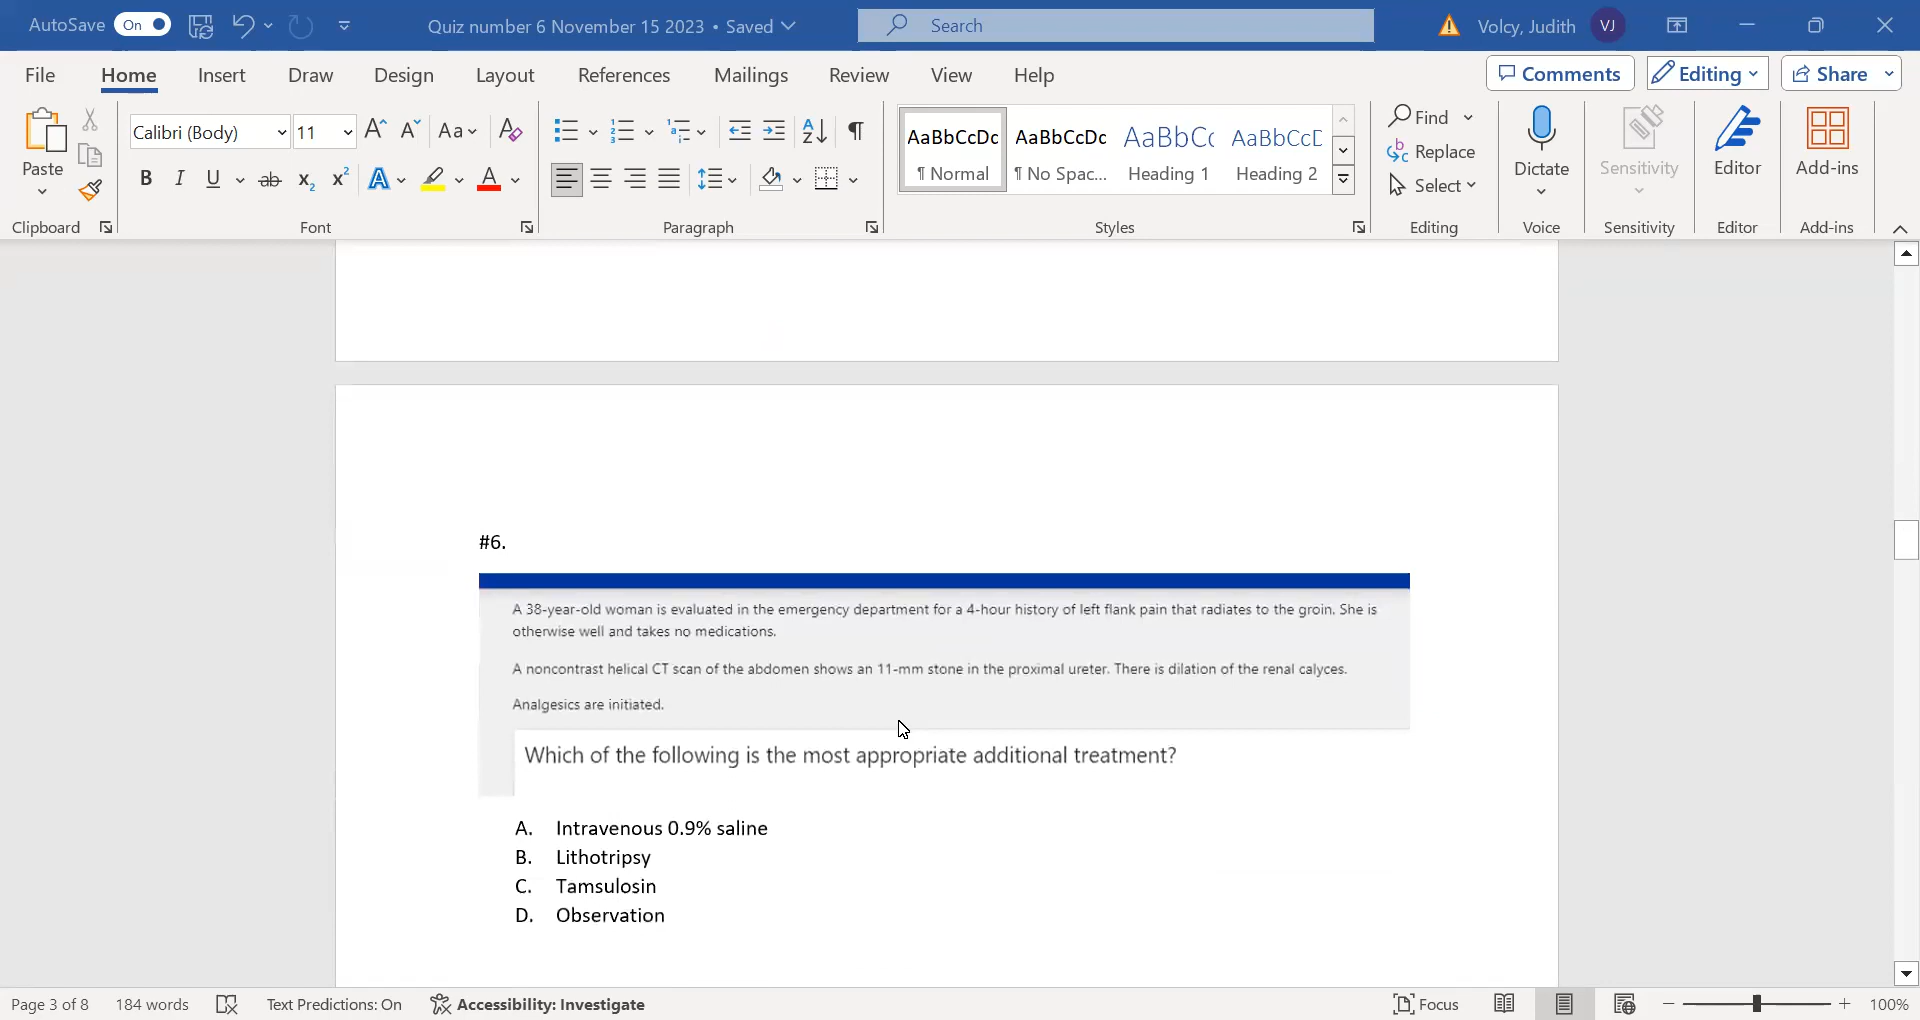 AutoSave On Quiz number 6 November 15 2023 • Saved Search Volcy, Judith VJ
File Home Insert Draw Design Layout References Mailings Review View Help Comments Editing Share
Paste Calibri (Body) 11 Aa AaBbCcDc AaBbCcDc AaBbCc AaBbCcD Find Replace Select Dictate Sensitivity Editor Add-ins
¶ Normal ¶ No Spac... Heading 1 Heading 2
Clipboard Font Paragraph Styles Editing Voice Sensitivity Editor Add-ins
#6.
A 38-year-old woman is evaluated in the emergency department for a 4-hour history of left flank pain that radiates to the groin. She is
otherwise well and takes no medications.
A noncontrast helical CT scan of the abdomen shows an 11-mm stone in the proximal ureter. There is dilation of the renal calyces.
Analgesics are initiated.
Which of the following is the most appropriate additional treatment?
A. Intravenous 0.9% saline
B. Lithotripsy
C. Tamsulosin
D. Observation
Page 3 of 8 184 words Text Predictions: On Accessibility: Investigate Focus 100%